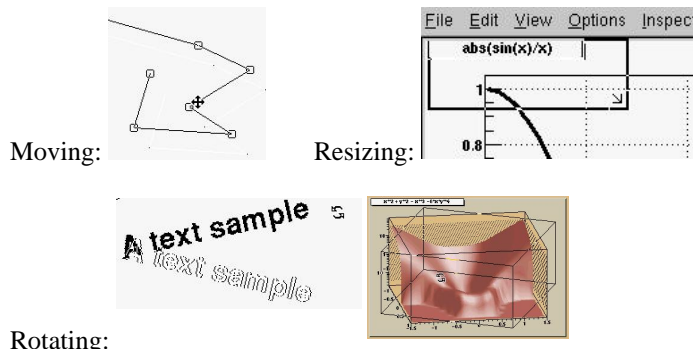 File Edit View Options Inspect
abs(sin(x)/x)
1
0.8
Moving:
Resizing:
A text sample
A text sample
Rotating: